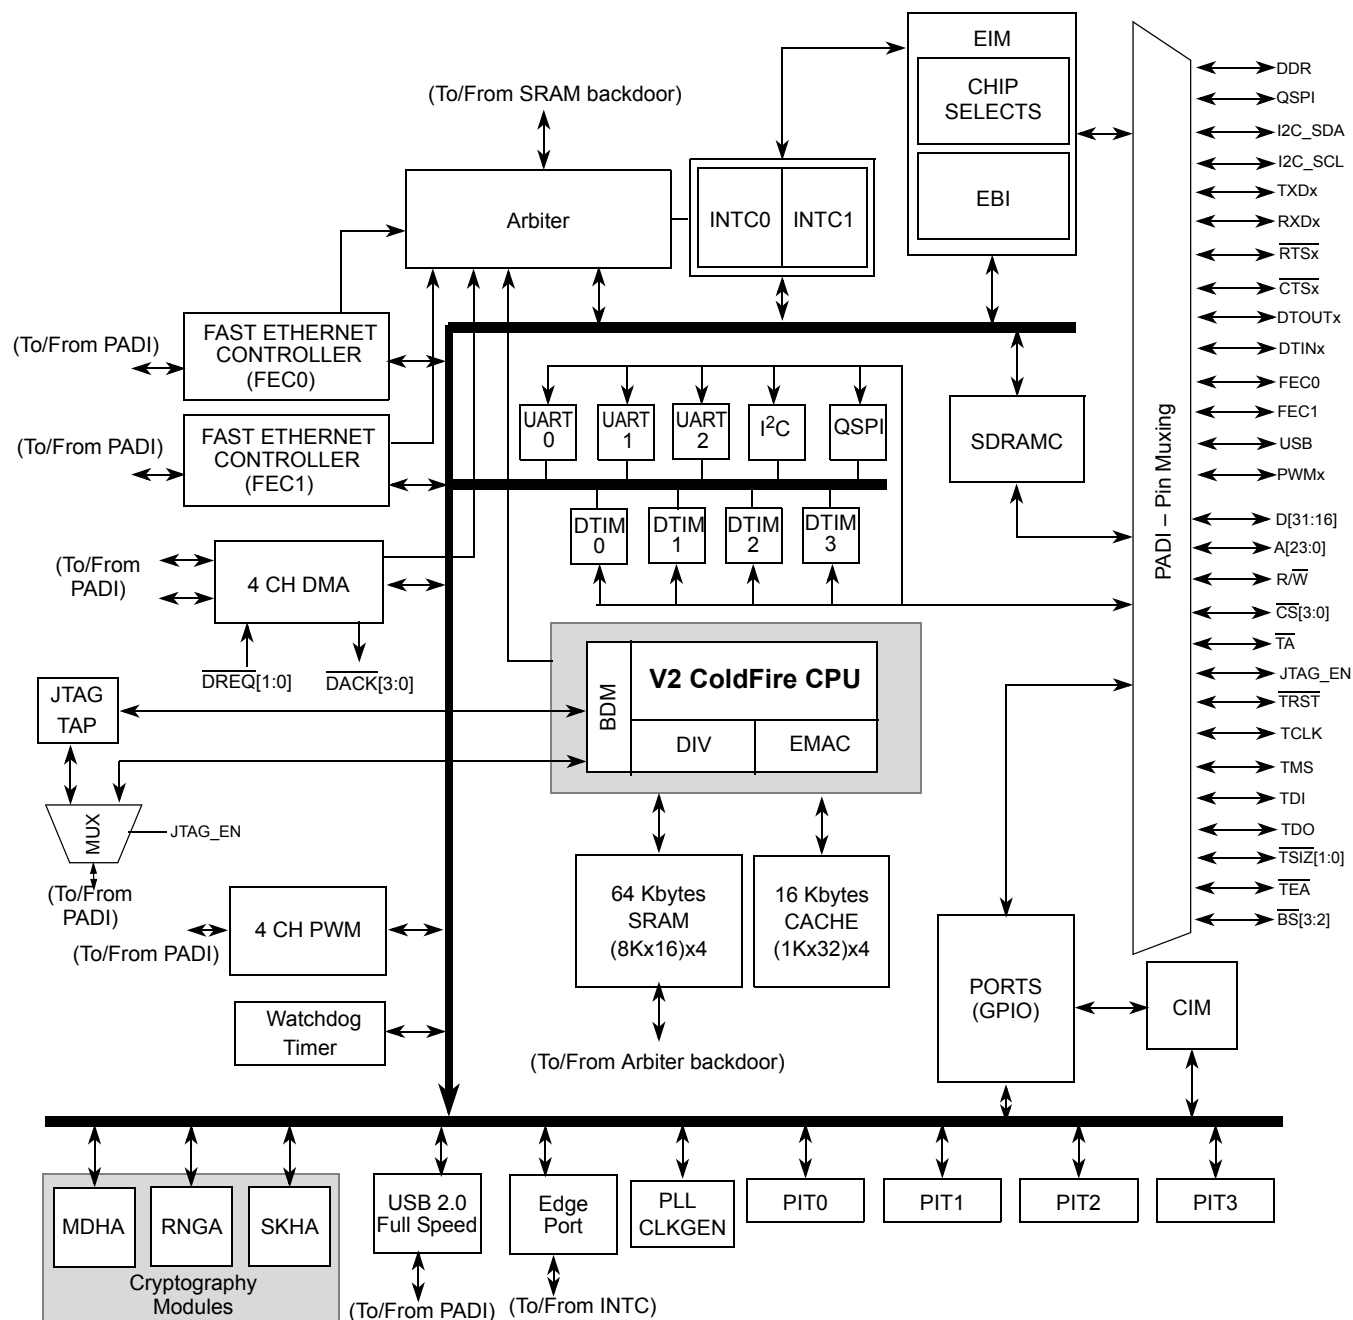 EIM
CHIP
SELECTS
EBI
(To/From SRAM backdoor)
Arbiter
INTC0
INTC1
FAST ETHERNET
CONTROLLER
(FEC0)
(To/From PADI)
FAST ETHERNET
CONTROLLER
(FEC1)
(To/From PADI)
UART
0
UART
1
UART
2
I²C
QSPI
SDRAMC
DTIM
0
DTIM
1
DTIM
2
DTIM
3
4 CH DMA
(To/From
PADI)
DREQ[1:0]
DACK[3:0]
JTAG
TAP
BDM
V2 ColdFire CPU
DIV
EMAC
MUX
JTAG_EN
(To/From
PADI)
4 CH PWM
(To/From PADI)
64 Kbytes
SRAM
(8Kx16)x4
16 Kbytes
CACHE
(1Kx32)x4
Watchdog
Timer
(To/From Arbiter backdoor)
PORTS
(GPIO)
CIM
PADI – Pin Muxing
DDR
QSPI
I2C_SDA
I2C_SCL
TXDx
RXDx
RTSx
CTSx
DTOUTx
DTINx
FEC0
FEC1
USB
PWMx
D[31:16]
A[23:0]
R/W
CS[3:0]
TA
JTAG_EN
TRST
TCLK
TMS
TDI
TDO
TSIZ[1:0]
TEA
BS[3:2]
MDHA
RNGA
SKHA
Cryptography
Modules
USB 2.0
Full Speed
(To/From PADI)
Edge
Port
(To/From INTC)
PLL
CLKGEN
PIT0
PIT1
PIT2
PIT3